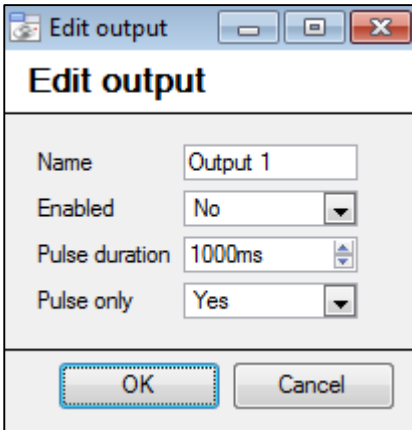 Edit output
Edit output
Name Output 1
Enabled No
Pulse duration 1000ms
Pulse only Yes
OK Cancel